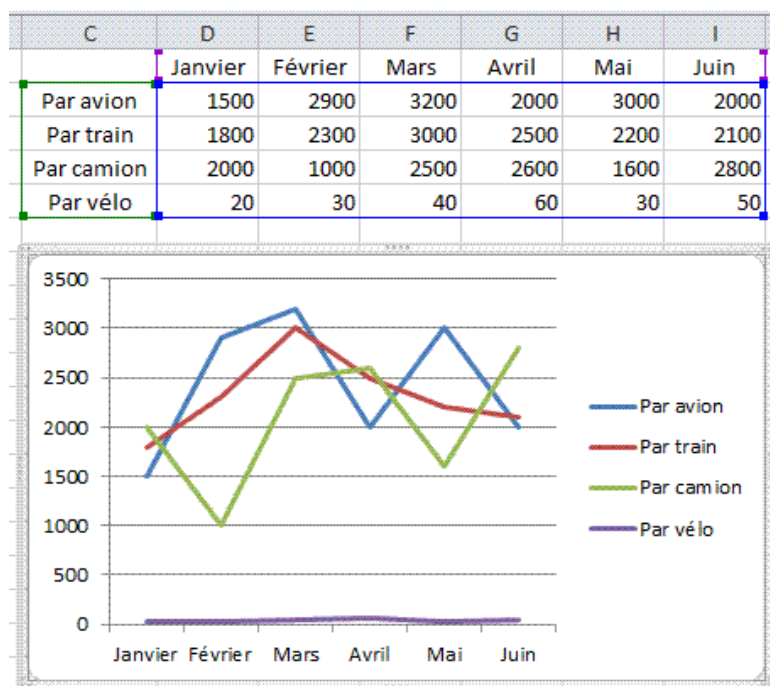 C D E F G H I
Janvier Février Mars Avril Mai Juin
Par avion 1500 2900 3200 2000 3000 2000
Par train 1800 2300 3000 2500 2200 2100
Par camion 2000 1000 2500 2600 1600 2800
Par vélo 20 30 40 60 30 50
3500
3000
2500
2000
1500
1000
500
0
Janvier Février Mars Avril Mai Juin
Par avion
Par train
Par camion
Par vélo